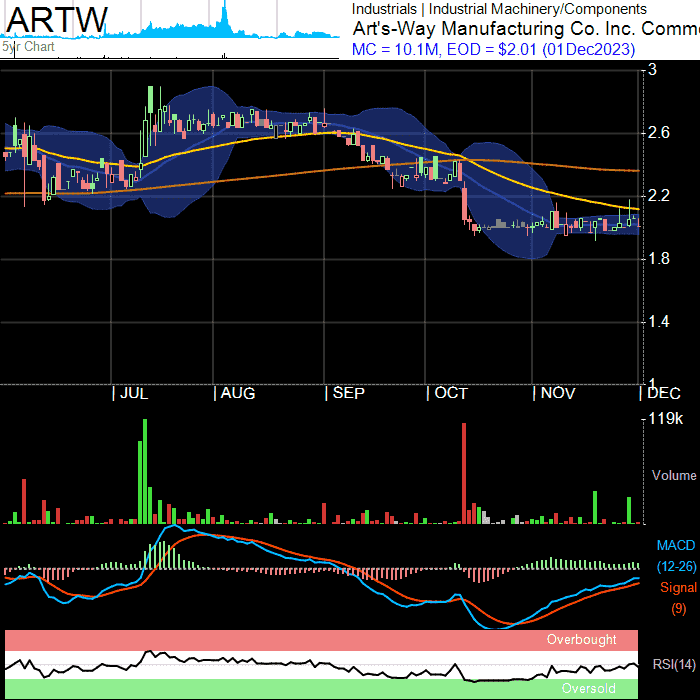 ARTW
5yr Chart
Industrials | Industrial Machinery/Components
Art's-Way Manufacturing Co. Inc. Comm
MC = 10.1M, EOD = $2.01 (01Dec2023)
3
2.6
2.2
1.8
1.4
1
JUL AUG SEP OCT NOV DEC
119k
Volume
MACD
(12-26)
Signal
(9)
Overbought
RSI(14)
Oversold